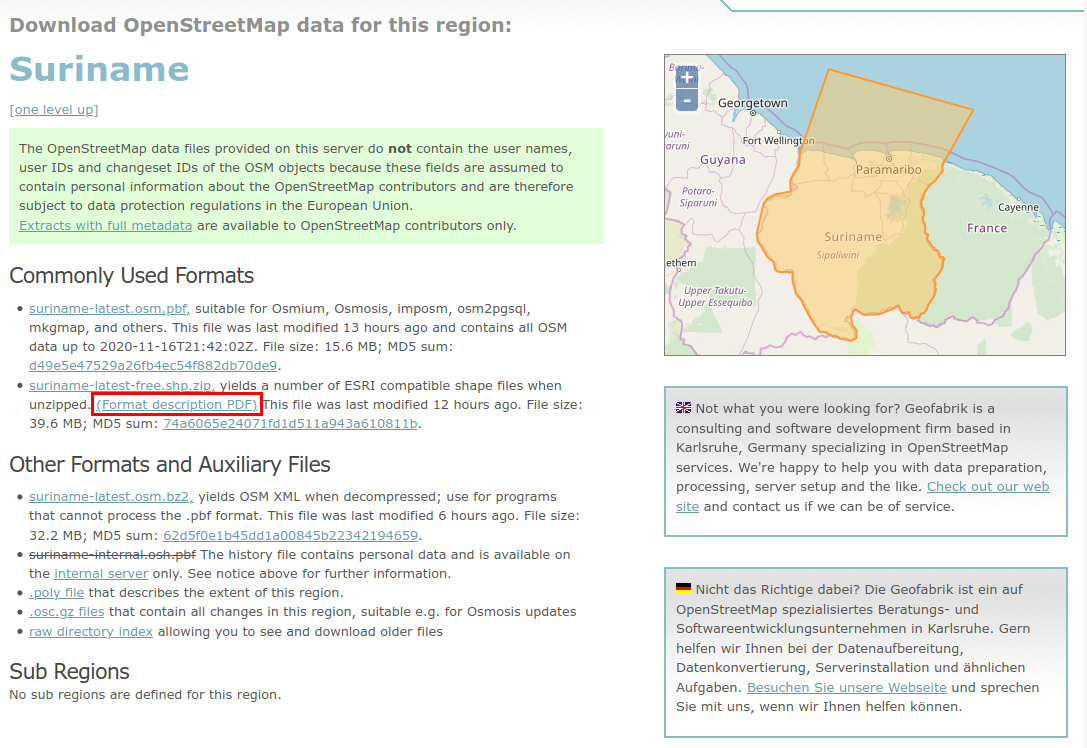 Download OpenStreetMap data for this region:
Suriname
[one level up]
The OpenStreetMap data files provided on this server do not contain the user names,
user IDs and changeset IDs of the OSM objects because these fields are assumed to
contain personal information about the OpenStreetMap contributors and are therefore
subject to data protection regulations in the European Union.
Extracts with full metadata are available to OpenStreetMap contributors only.
Commonly Used Formats
• suriname-latest.osm.pbf, suitable for Osmium, Osmosis, imposm, osm2pgsql,
mkgmap, and others. This file was last modified 13 hours ago and contains all OSM
data up to 2020-11-16T21:42:02Z. File size: 15.6 MB; MD5 sum:
d49e5e47529a26fb4ec54f882db70de9.
• suriname-latest-free.shp.zip, yields a number of ESRI compatible shape files when
unzipped. (Format description PDF) This file was last modified 12 hours ago. File size:
39.6 MB; MD5 sum: 74a6065e24071fd1d511a943a610811b.
Other Formats and Auxiliary Files
• suriname-latest.osm.bz2, yields OSM XML when decompressed; use for programs
that cannot process the .pbf format. This file was last modified 6 hours ago. File size:
32.2 MB; MD5 sum: 62d5f0e1b45dd1a00845b22342194659.
• suriname-internal.osh.pbf The history file contains personal data and is available on
the internal server only. See notice above for further information.
• .poly file that describes the extent of this region.
• .osc.gz files that contain all changes in this region, suitable e.g. for Osmosis updates
• raw directory index allowing you to see and download older files
Sub Regions
No sub regions are defined for this region.
+
-
Georgetown
Fort Wellington
yuni-
aruni
Guyana
Paramaribo
Potaro-
Siparuni
Cayenne
France
Suriname
Sipaliwini
ethem
Upper Takutu-
Upper Essequibo
Not what you were looking for? Geofabrik is a
consulting and software development firm based in
Karlsruhe, Germany specializing in OpenStreetMap
services. We're happy to help you with data preparation,
processing, server setup and the like. Check out our web
site and contact us if we can be of service.
Nicht das Richtige dabei? Die Geofabrik ist ein auf
OpenStreetMap spezialisiertes Beratungs- und
Softwareentwicklungsunternehmen in Karlsruhe. Gern
helfen wir Ihnen bei der Datenaufbereitung,
Datenkonvertierung, Serverinstallation und ähnlichen
Aufgaben. Besuchen Sie unsere Webseite und sprechen
Sie mit uns, wenn wir Ihnen helfen können.